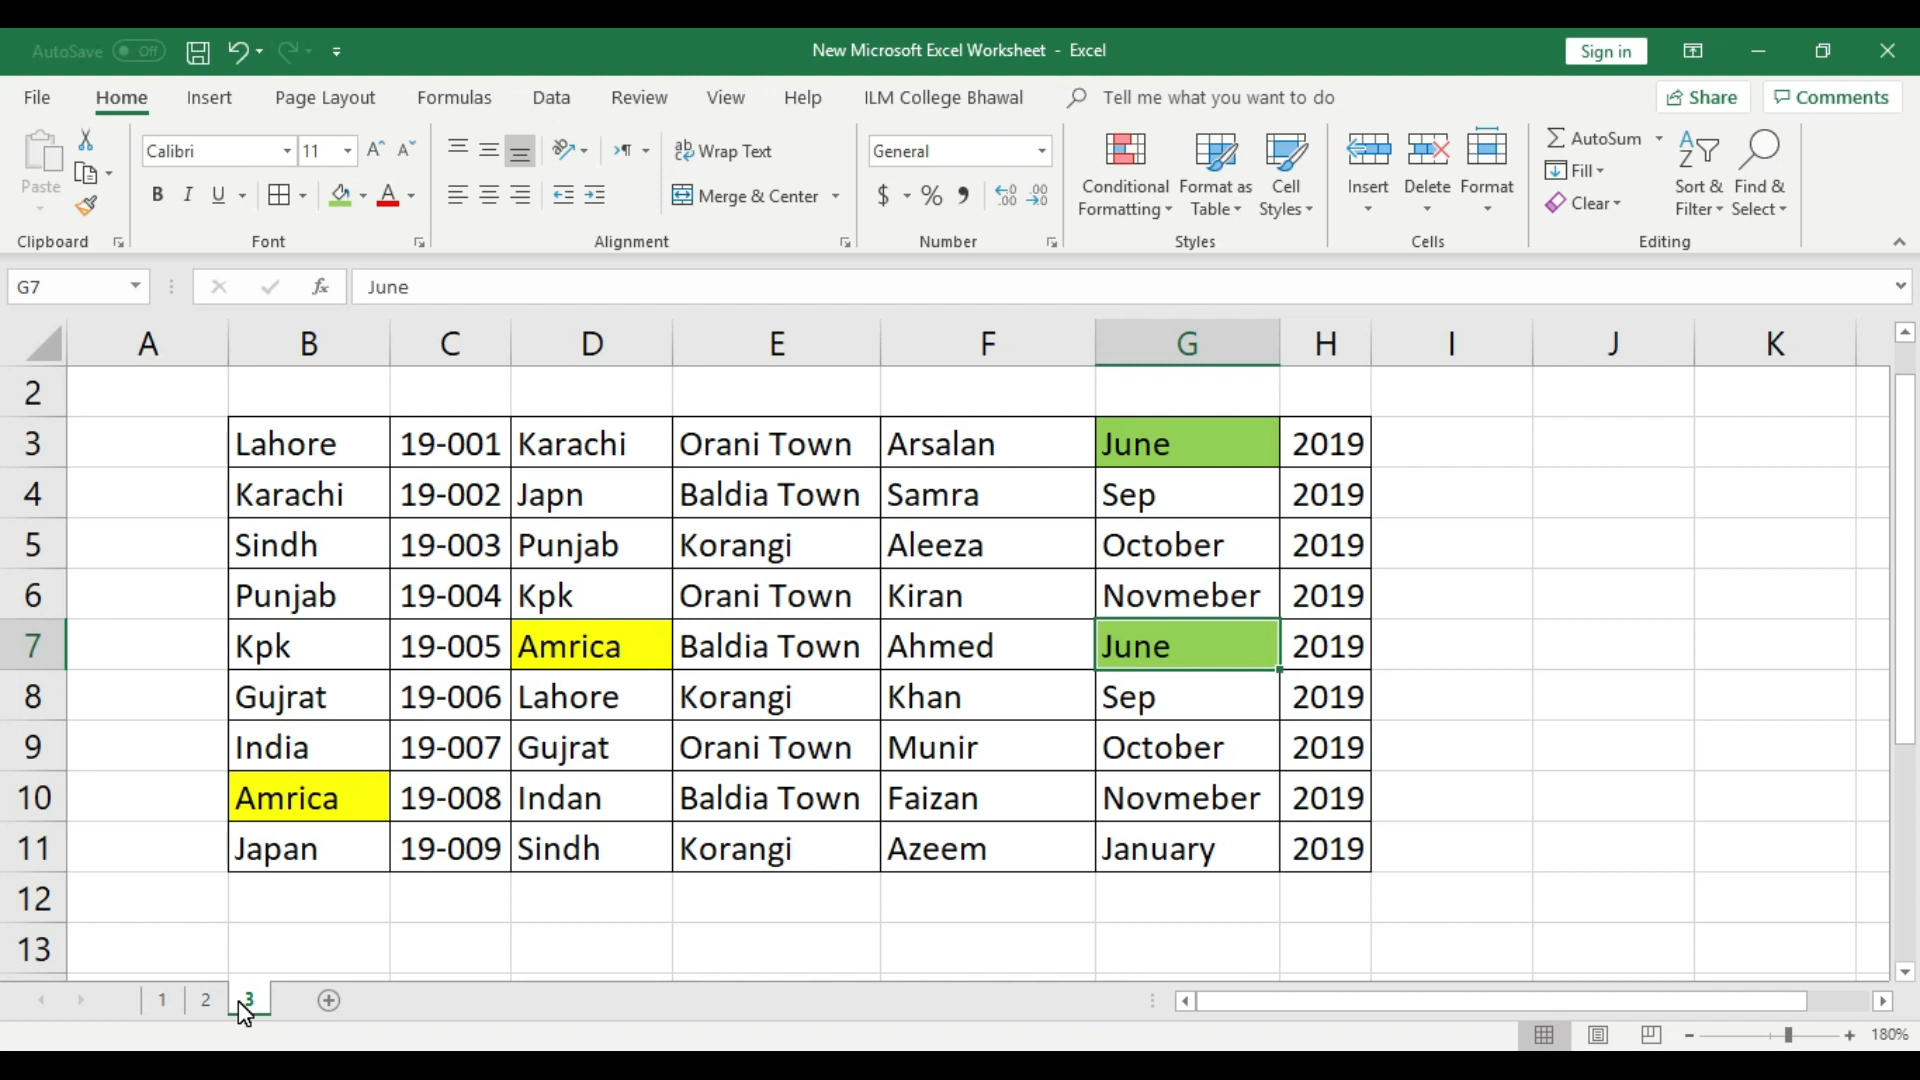 AutoSave Off New Microsoft Excel Worksheet - Excel Sign in
File Home Insert Page Layout Formulas Data Review View Help ILM College Bhawal Tell me what you want to do Share Comments
Paste Calibri 11 Wrap Text General Conditional Formatting Format as Table Cell Styles Insert Delete Format AutoSum Fill Clear Sort & Filter Find & Select
B I U A Merge & Center $ % 9
Clipboard Font Alignment Number Styles Cells Editing
G7 fx June
A B C D E F G H I J K
2
3 Lahore 19-001 Karachi Orani Town Arsalan June 2019
4 Karachi 19-002 Japn Baldia Town Samra Sep 2019
5 Sindh 19-003 Punjab Korangi Aleeza October 2019
6 Punjab 19-004 Kpk Orani Town Kiran Novmeber 2019
7 Kpk 19-005 Amrica Baldia Town Ahmed June 2019
8 Gujrat 19-006 Lahore Korangi Khan Sep 2019
9 India 19-007 Gujrat Orani Town Munir October 2019
10 Amrica 19-008 Indan Baldia Town Faizan Novmeber 2019
11 Japan 19-009 Sindh Korangi Azeem January 2019
12
13
1 2 3
180%